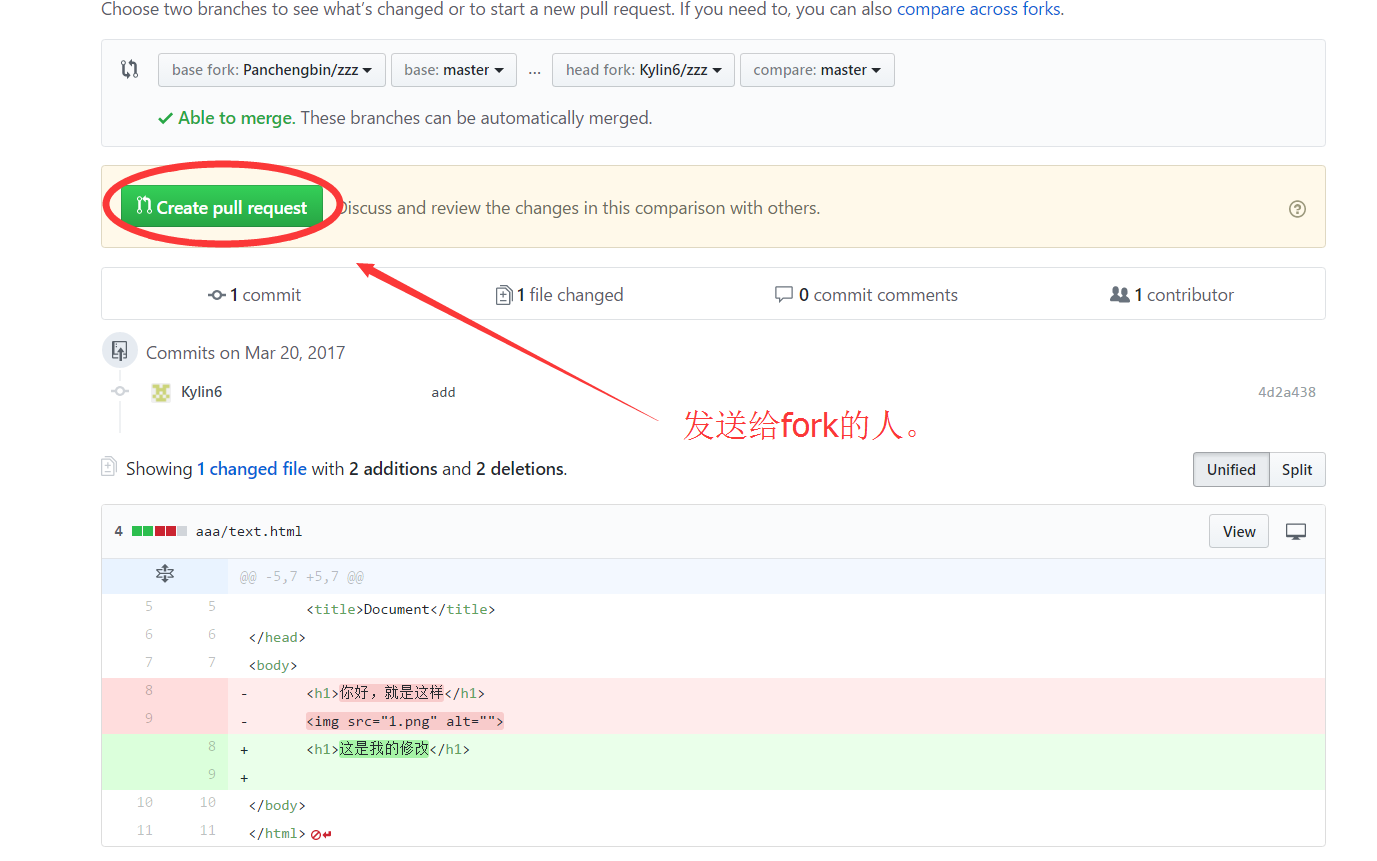 Choose two branches to see what's changed or to start a new pull request. If you need to, you can also compare across forks.
base fork: Panchengbin/zzz base: master ... head fork: Kylin6/zzz compare: master
Able to merge. These branches can be automatically merged.
Create pull request Discuss and review the changes in this comparison with others.
1 commit 1 file changed 0 commit comments 1 contributor
Commits on Mar 20, 2017
Kylin6 add 4d2a438
发送给fork的人。
Showing 1 changed file with 2 additions and 2 deletions. Unified Split
4 aaa/text.html View
@@ -5,7 +5,7 @@
5 5 <title>Document</title>
6 6 </head>
7 7 <body>
8 - <h1>你好，就是这样</h1>
9 - <img src="1.png" alt="">
8 + <h1>这是我的修改</h1>
9 +
10 10 </body>
11 11 </html>